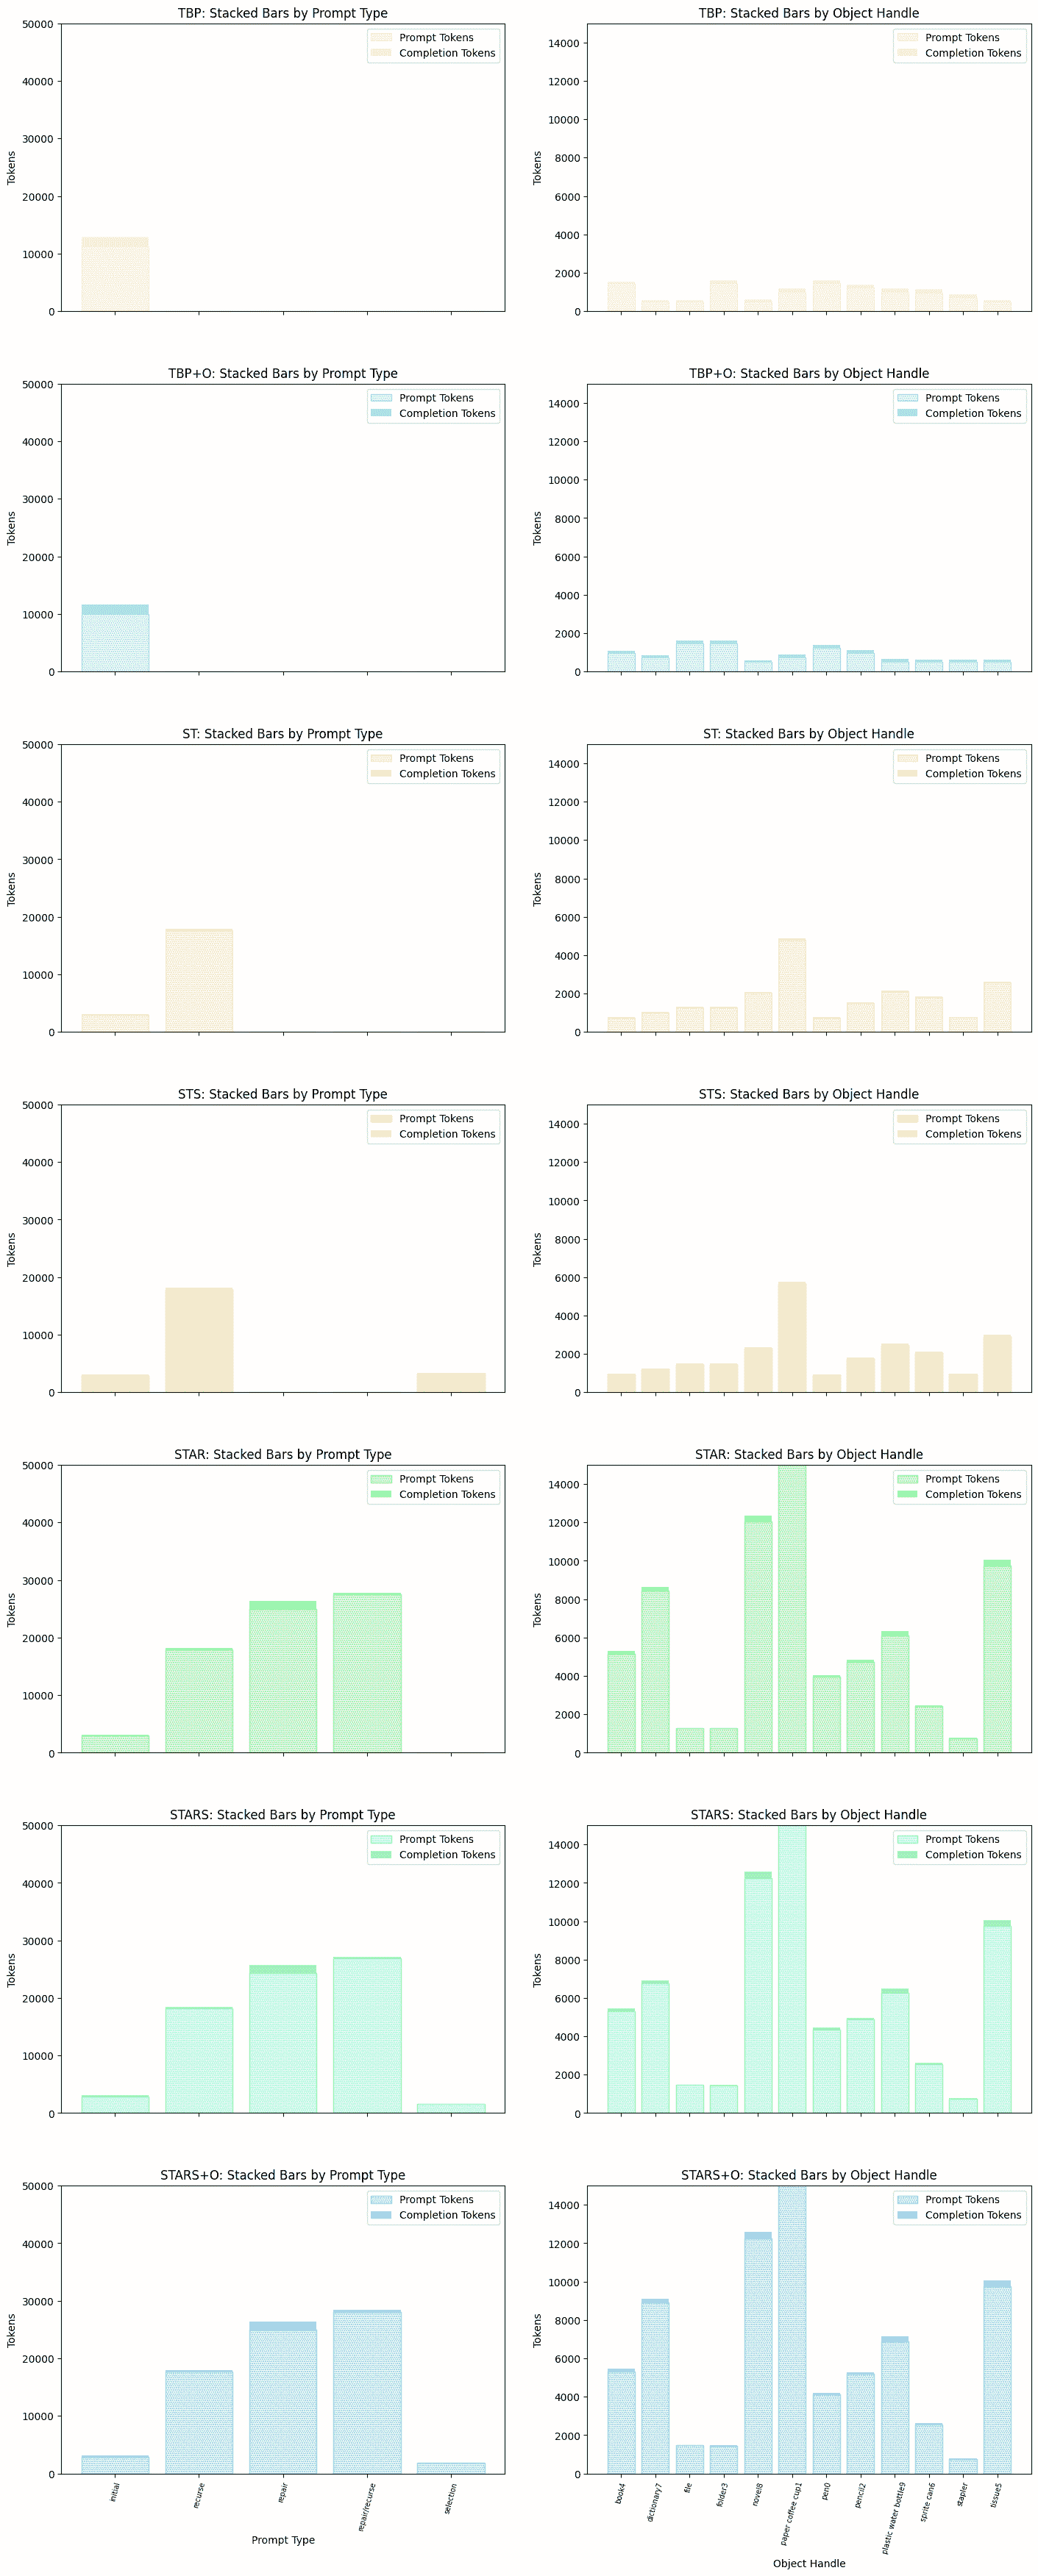 TBP: Stacked Bars by Prompt Type
50000
40000
30000
20000
10000
0
Tokens
Prompt Tokens
Completion Tokens
TBP: Stacked Bars by Object Handle
14000
12000
10000
8000
6000
4000
2000
0
Tokens
Prompt Tokens
Completion Tokens
TBP+O: Stacked Bars by Prompt Type
50000
40000
30000
20000
10000
0
Tokens
Prompt Tokens
Completion Tokens
TBP+O: Stacked Bars by Object Handle
14000
12000
10000
8000
6000
4000
2000
0
Tokens
Prompt Tokens
Completion Tokens
ST: Stacked Bars by Prompt Type
50000
40000
30000
20000
10000
0
Tokens
Prompt Tokens
Completion Tokens
ST: Stacked Bars by Object Handle
14000
12000
10000
8000
6000
4000
2000
0
Tokens
Prompt Tokens
Completion Tokens
STS: Stacked Bars by Prompt Type
50000
40000
30000
20000
10000
0
Tokens
Prompt Tokens
Completion Tokens
STS: Stacked Bars by Object Handle
14000
12000
10000
8000
6000
4000
2000
0
Tokens
Prompt Tokens
Completion Tokens
STAR: Stacked Bars by Prompt Type
50000
40000
30000
20000
10000
0
Tokens
Prompt Tokens
Completion Tokens
STAR: Stacked Bars by Object Handle
14000
12000
10000
8000
6000
4000
2000
0
Tokens
Prompt Tokens
Completion Tokens
STARS: Stacked Bars by Prompt Type
50000
40000
30000
20000
10000
0
Tokens
Prompt Tokens
Completion Tokens
STARS: Stacked Bars by Object Handle
14000
12000
10000
8000
6000
4000
2000
0
Tokens
Prompt Tokens
Completion Tokens
STARS+O: Stacked Bars by Prompt Type
50000
40000
30000
20000
10000
0
Tokens
Prompt Tokens
Completion Tokens
initial
recurse
repair
repair/recurse
selection
Prompt Type
STARS+O: Stacked Bars by Object Handle
14000
12000
10000
8000
6000
4000
2000
0
Tokens
Prompt Tokens
Completion Tokens
book4
dictionary7
file
folder3
novel8
paper coffee cup1
pen0
pencil2
plastic water bottle9
sprite can6
stapler
tissue5
Object Handle